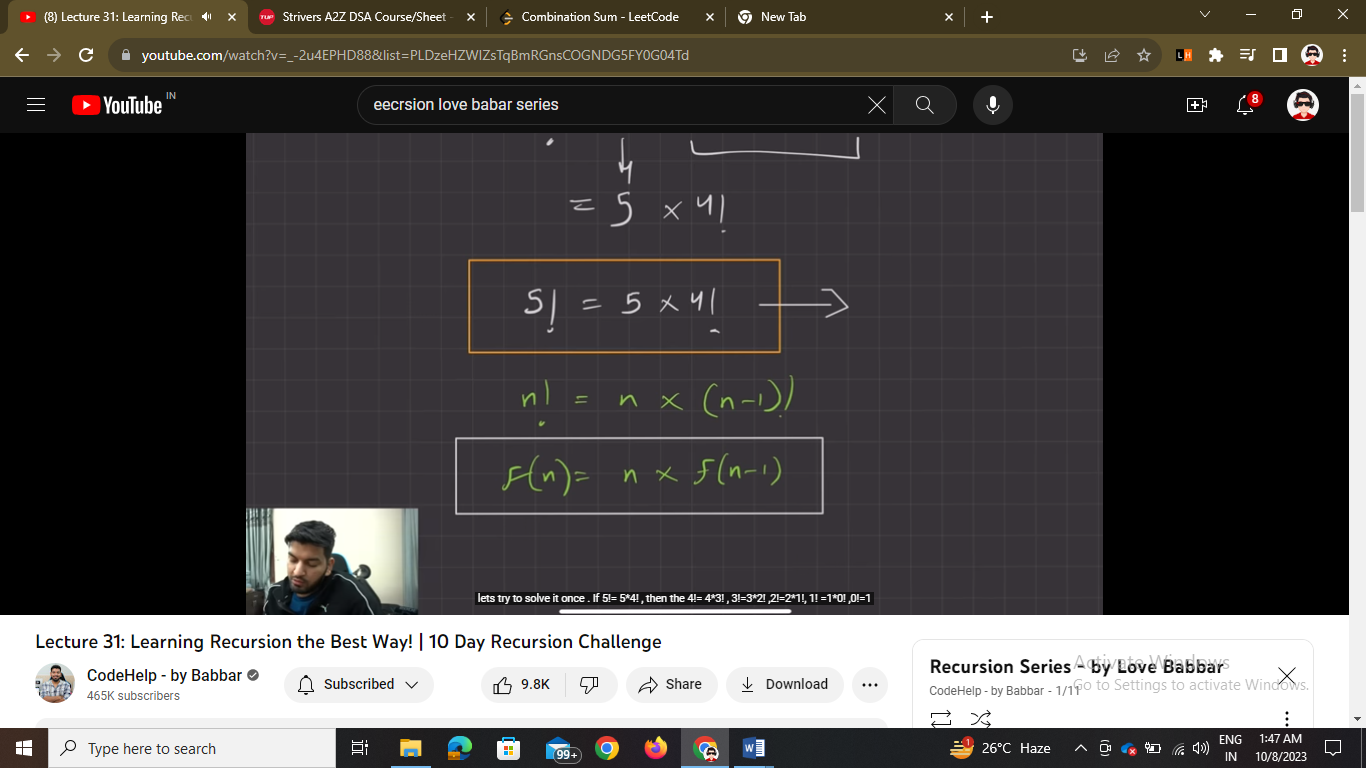 (8) Lecture 31: Learning Recu
Strivers A2Z DSA Course/Sheet -
Combination Sum - LeetCode
New Tab
youtube.com/watch?v=_-2u4EPHD88&list=PLDzeHZWIZsTqBmRGnsCOGNDG5FY0G04Td
YouTube IN
eecrsion love babar series
8
= 5 × 4!
5! = 5 × 4!
n! = n × (n-1)!
F(n) = n × f(n-1)
lets try to solve it once . If 5!= 5*4! , then the 4!= 4*3! , 3!=3*2! ,2!=2*1!, 1! =1*0! ,0!=1
Lecture 31: Learning Recursion the Best Way! | 10 Day Recursion Challenge
CodeHelp - by Babbar
465K subscribers
Subscribed
9.8K
Share
Download
Recursion Series - by Love Babbar
CodeHelp - by Babbar - 1/11
Activate Windows
Go to Settings to activate Windows.
Type here to search
99+
1
26°C Haze
ENG
IN
1:47 AM
10/8/2023